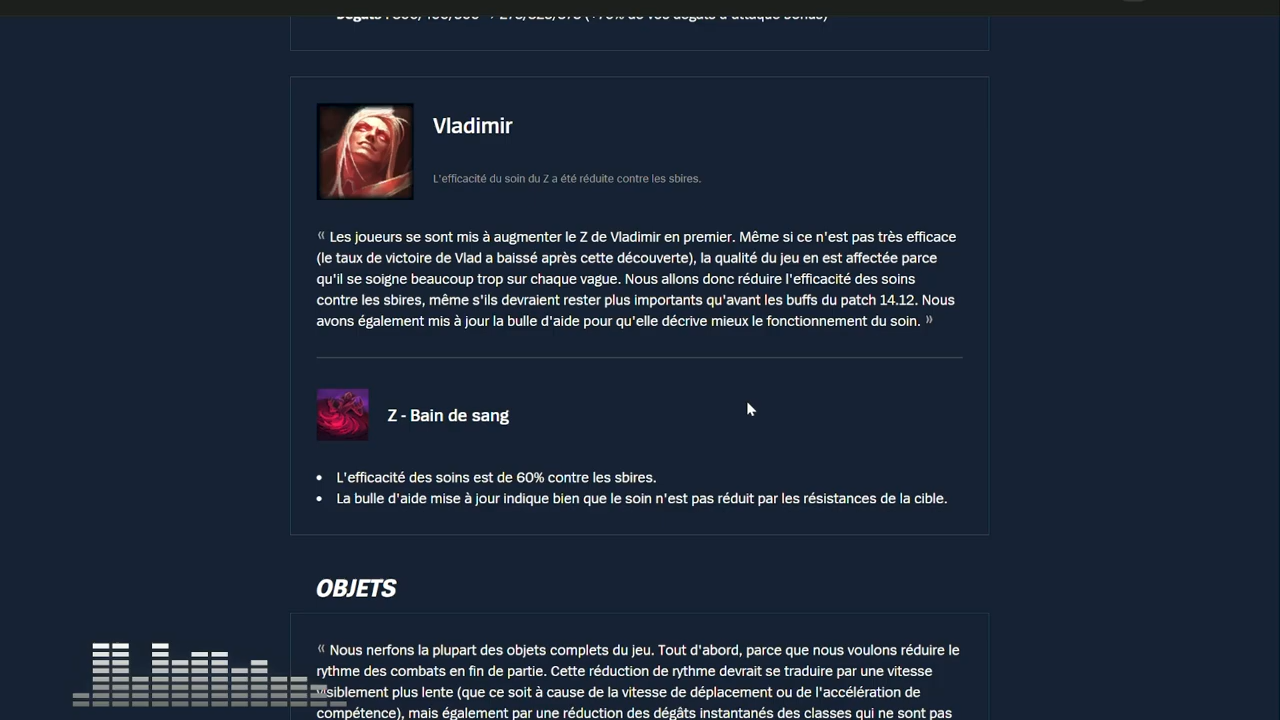 Vladimir
L'efficacité du soin du Z a été réduite contre les sbires.
« Les joueurs se sont mis à augmenter le Z de Vladimir en premier. Même si ce n'est pas très efficace
(le taux de victoire de Vlad a baissé après cette découverte), la qualité du jeu en est affectée parce
qu'il se soigne beaucoup trop sur chaque vague. Nous allons donc réduire l'efficacité des soins
contre les sbires, même s'ils devraient rester plus importants qu'avant les buffs du patch 14.12. Nous
avons également mis à jour la bulle d'aide pour qu'elle décrive mieux le fonctionnement du soin. »
Z - Bain de sang
• L'efficacité des soins est de 60% contre les sbires.
• La bulle d'aide mise à jour indique bien que le soin n'est pas réduit par les résistances de la cible.
OBJETS
« Nous nerfons la plupart des objets complets du jeu. Tout d'abord, parce que nous voulons réduire le
rythme des combats en fin de partie. Cette réduction de rythme devrait se traduire par une vitesse
visiblement plus lente (que ce soit à cause de la vitesse de déplacement ou de l'accélération de
compétence), mais également par une réduction des dégâts instantanés des classes qui ne sont pas